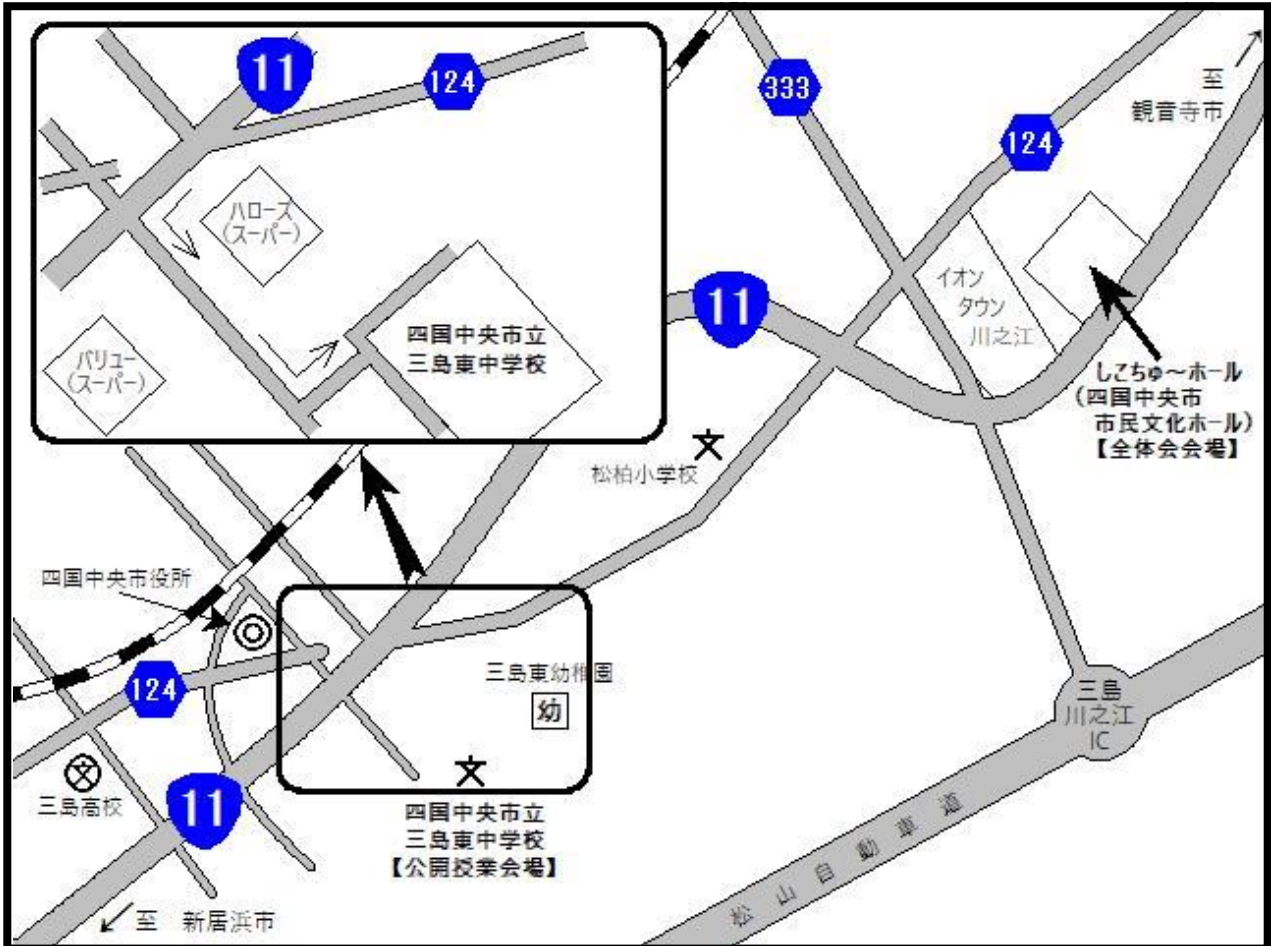 11
124
ハローズ
(スーパー)
バリュー
(スーパー)
四国中央市立
三島東中学校
333
124
至
観音寺市
11
イオン
タウン
川之江
しこちゅ～ホール
(四国中央市
市民文化ホール)
【全体会会場】
松柏小学校
四国中央市役所
124
三島東幼稚園
幼
三島
川之江
IC
三島高校
11
四国中央市立
三島東中学校
【公開授業会場】
松山自動車道
至 新居浜市